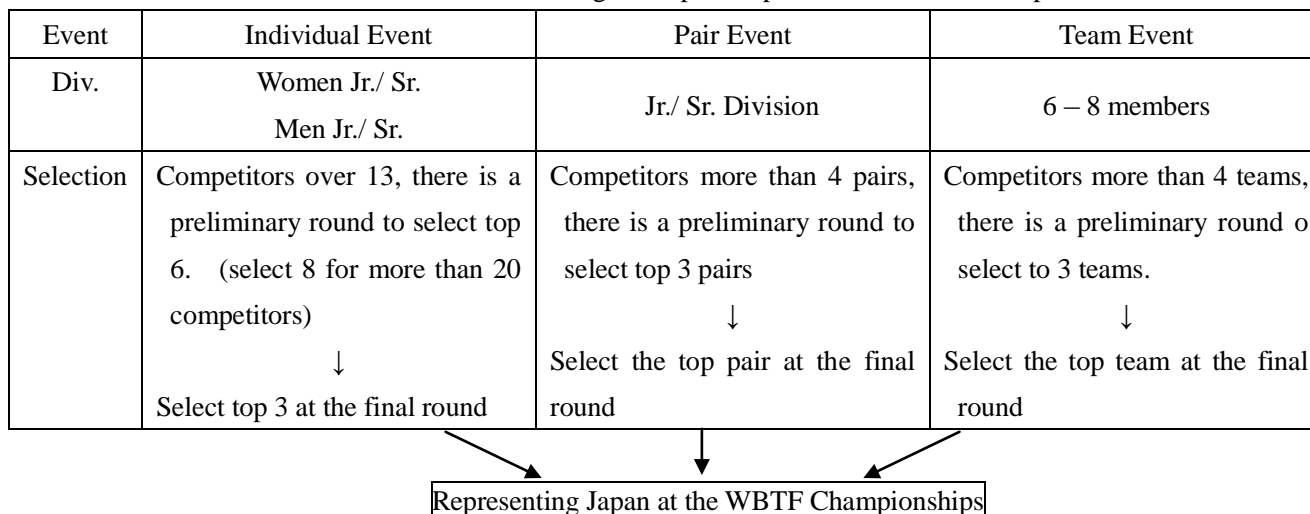 Event Individual Event Pair Event Team Event
Div. Women Jr./ Sr.
Men Jr./ Sr.
Jr./ Sr. Division
6 – 8 members
Selection
Competitors over 13, there is a
preliminary round to select top
6. (select 8 for more than 20
competitors)
↓
Select top 3 at the final round
Competitors more than 4 pairs,
there is a preliminary round to
select top 3 pairs
↓
Select the top pair at the final
round
Competitors more than 4 teams,
there is a preliminary round o
select to 3 teams.
↓
Select the top team at the final
round
Representing Japan at the WBTF Championships